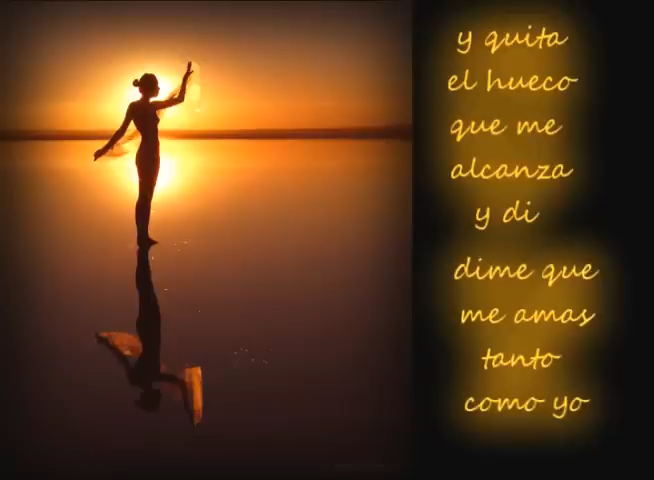 y quita
el hueco
que me
alcanza
y di
dime que
me amas
tanto
como yo